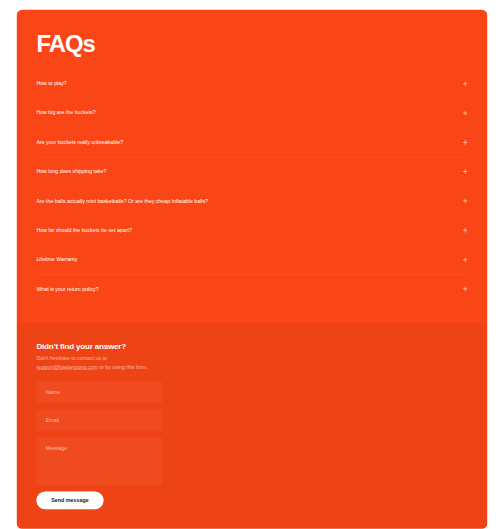 FAQs
How to play?
+
How big are the buckets?
+
Are your buckets really unbreakable?
+
How long does shipping take?
+
Are the balls actually mini basketballs? Or are they cheap inflatable balls?
+
How far should the buckets be set apart?
+
Lifetime Warranty
+
What is your return policy?
+
Didn't find your answer?
Don't hesitate to contact us at
support@basketpong.com or by using this form.
Name
Email
Message
Send message